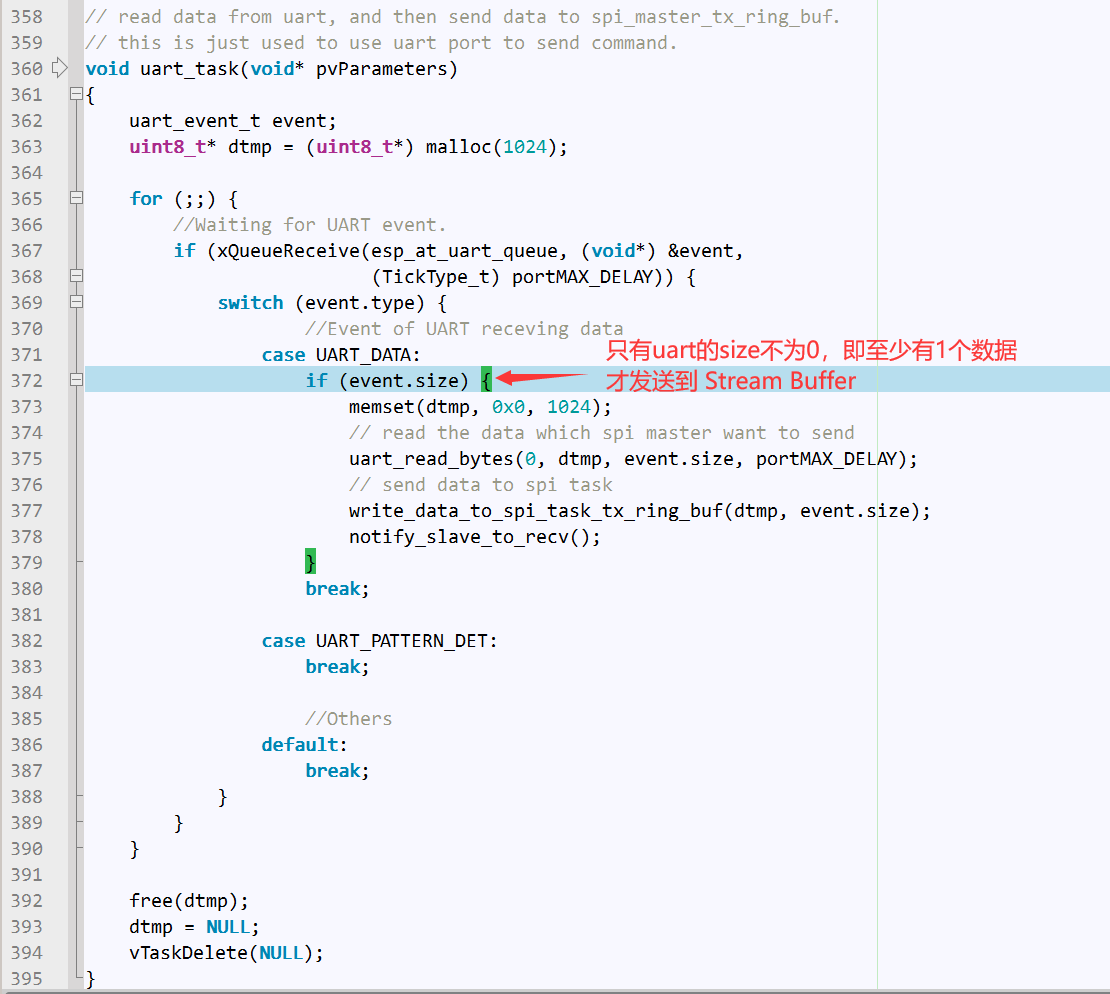 358 // read data from uart, and then send data to spi_master_tx_ring_buf.
359 // this is just used to use uart port to send command.
360 void uart_task(void* pvParameters)
361 {
362     uart_event_t event;
363     uint8_t* dtmp = (uint8_t*) malloc(1024);
364
365     for (;;) {
366         //Waiting for UART event.
367         if (xQueueReceive(esp_at_uart_queue, (void*) &event,
368                           (TickType_t) portMAX_DELAY)) {
369             switch (event.type) {
370                     //Event of UART receving data
371                 case UART_DATA:
只有uart的size不为0，即至少有1个数据
372                     if (event.size) {
才发送到 Stream Buffer
373                         memset(dtmp, 0x0, 1024);
374                         // read the data which spi master want to send
375                         uart_read_bytes(0, dtmp, event.size, portMAX_DELAY);
376                         // send data to spi task
377                         write_data_to_spi_task_tx_ring_buf(dtmp, event.size);
378                         notify_slave_to_recv();
379                     }
380                     break;
381
382                 case UART_PATTERN_DET:
383                     break;
384
385                     //Others
386                 default:
387                     break;
388             }
389         }
390     }
391
392     free(dtmp);
393     dtmp = NULL;
394     vTaskDelete(NULL);
395 }